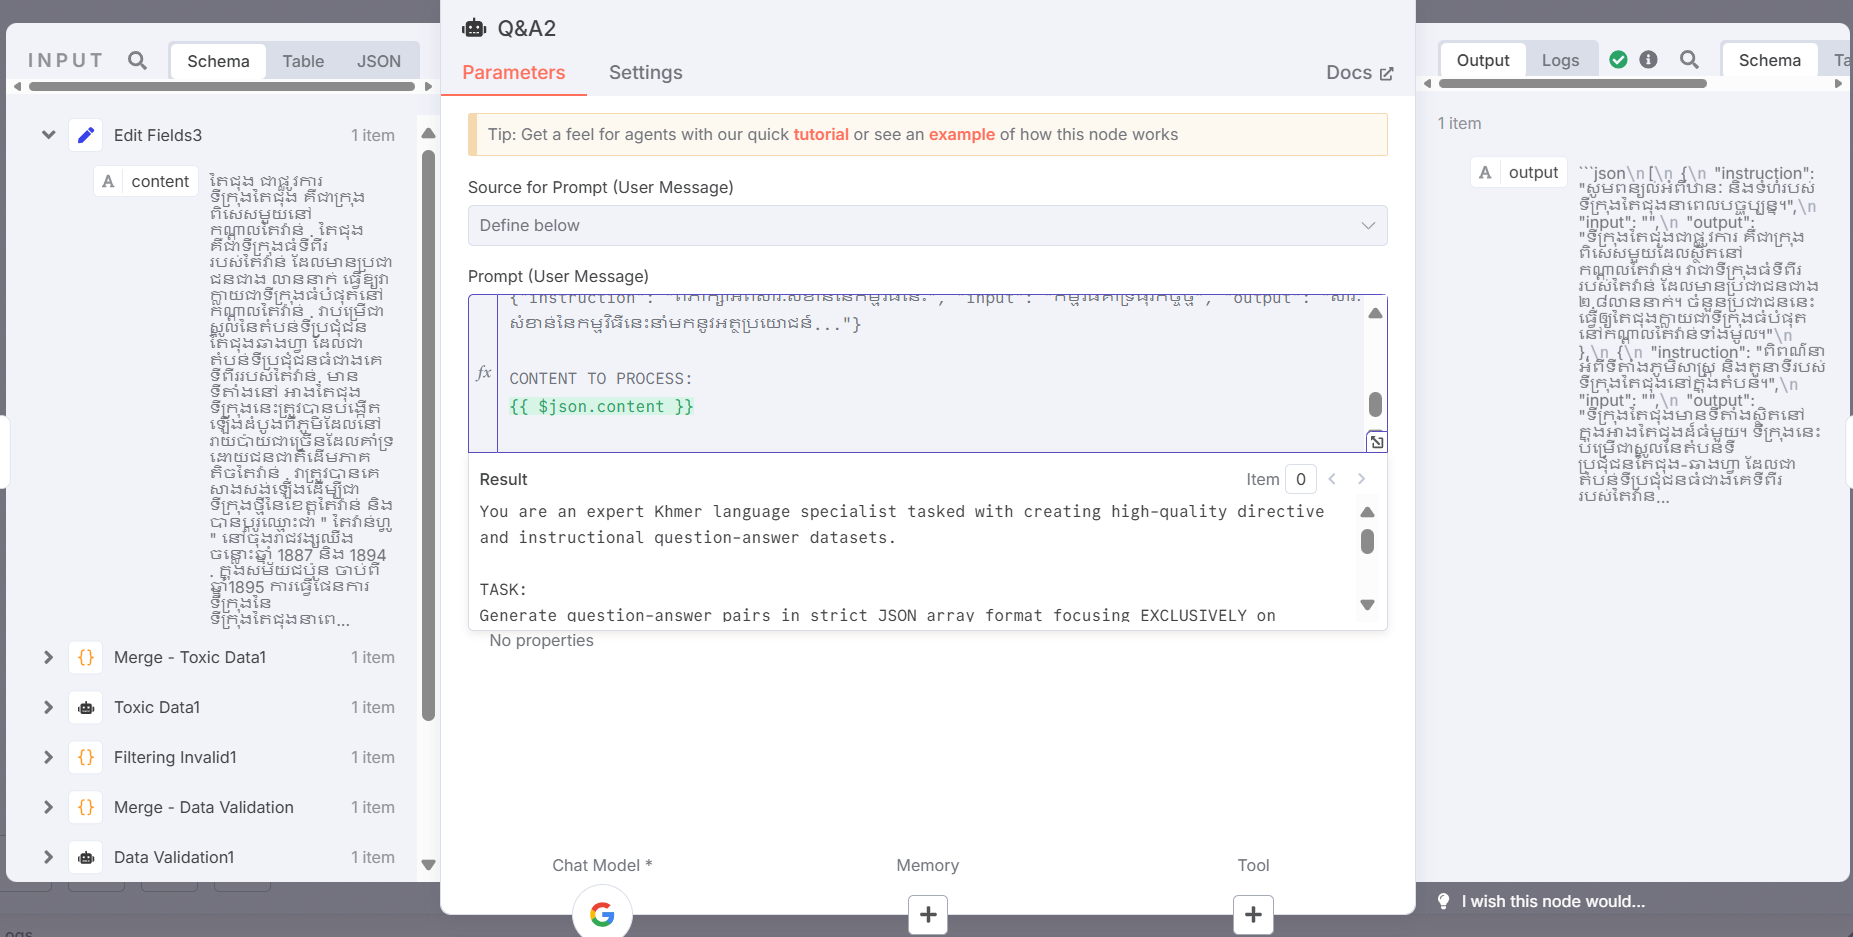 INPUT
Schema
Table
JSON
Edit Fields3
1 item
content
តៃជុង ជាផ្លូវការ
ទីក្រុងតៃជុង គឺជាក្រុង
ពិសេសមួយនៅ
កណ្តាលតៃវ៉ាន់ . តៃជុង
គឺជាទីក្រុងធំទីពីរ
របស់តៃវ៉ាន់ ដែលមានប្រជា
ជនជាង លាននាក់ ធ្វើឱ្យវា
ក្លាយជាទីក្រុងធំបំផុតនៅ
កណ្តាលតៃវ៉ាន់ . វាបម្រើជា
ស្នូលនៃតំបន់ទីប្រជុំជន
តៃជុងឆាងហ្វា ដែលជា
តំបន់ទីប្រជុំជនធំជាងគេ
ទីពីររបស់តៃវ៉ាន់. មាន
ទីតាំងនៅ អាងតៃជុង
ទីក្រុងនេះត្រូវបានបង្កើត
ឡើងដំបូងពីភូមិដែលនៅ
រាយប៉ាយជាច្រើនដែលគាំទ្រ
ដោយជនជាតិដើមភាគ
តិចតៃវ៉ាន់ . វាត្រូវបានគេ
សាងសង់ឡើងដើម្បីជា
ទីក្រុងថ្មីនៃខេត្តតៃវ៉ាន់ និង
បានប្តូរឈ្មោះជា " តៃវ៉ាន់ហ្វូ
" នៅចុងរាជវង្សឈីង
ចន្លោះឆ្នាំ 1887 និង 1894
. ក្នុងសម័យជប៉ុន ចាប់ពី
ឆ្នាំ1895 ការធ្វើផែនការ
ទីក្រុងនៃ
ទីក្រុងតៃជុងនាពេ...
Merge - Toxic Data1
1 item
Toxic Data1
1 item
Filtering Invalid1
1 item
Merge - Data Validation
1 item
Data Validation1
1 item
Q&A2
Parameters
Settings
Docs
Tip: Get a feel for agents with our quick tutorial or see an example of how this node works
Source for Prompt (User Message)
Define below
Prompt (User Message)
សំខាន់នៃកម្មវិធីនេះនាំមកនូវអត្ថប្រយោជន៍..."}
fx
CONTENT TO PROCESS:
{{ $json.content }}
Result
Item 0
You are an expert Khmer language specialist tasked with creating high-quality directive
and instructional question-answer datasets.
TASK:
Generate question-answer pairs in strict JSON array format focusing EXCLUSIVELY on
No properties
Chat Model *
Memory
Tool
Output
Logs
Schema
Ta
1 item
output
```json\n[\n {\n "instruction":
"សូមពន្យល់អំពីឋានៈ និងទំហំរបស់
ទីក្រុងតៃជុងនាពេលបច្ចុប្បន្ន។",\n
"input": "",\n "output":
"ទីក្រុងតៃជុងជាផ្លូវការ គឺជាក្រុង
ពិសេសមួយដែលស្ថិតនៅ
កណ្តាលតៃវ៉ាន់។ វាជាទីក្រុងធំទីពីរ
របស់តៃវ៉ាន់ ដែលមានប្រជាជនជាង
២.៨លាននាក់។ ចំនួនប្រជាជននេះ
ធ្វើឲ្យតៃជុងក្លាយជាទីក្រុងធំបំផុត
នៅកណ្តាលតៃវ៉ាន់ទាំងមូល។"\n
},\n {\n "instruction": "ពិពណ៌នា
អំពីទីតាំងភូមិសាស្ត្រ និងតួនាទីរបស់
ទីក្រុងតៃជុងនៅក្នុងតំបន់។",\n
"input": "",\n "output":
"ទីក្រុងតៃជុងមានទីតាំងស្ថិតនៅ
ក្នុងអាងតៃជុងដ៏ធំមួយ។ ទីក្រុងនេះ
បម្រើជាស្នូលនៃតំបន់ទី
ប្រជុំជនតៃជុង-ឆាងហ្វា ដែលជា
តំបន់ទីប្រជុំជនធំជាងគេទីពីរ
របស់តៃវ៉ាន...
I wish this node would...